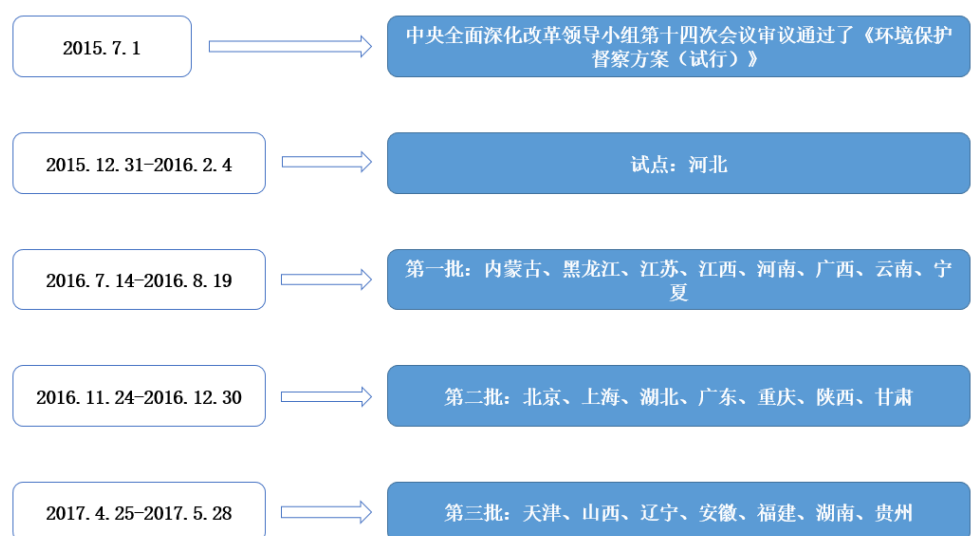 2015.7.1
中央全面深化改革领导小组第十四次会议审议通过了《环境保护
督察方案（试行）》
2015.12.31-2016.2.4
试点：河北
2016.7.14-2016.8.19
第一批：内蒙古、黑龙江、江苏、江西、河南、广西、云南、宁
夏
2016.11.24-2016.12.30
第二批：北京、上海、湖北、广东、重庆、陕西、甘肃
2017.4.25-2017.5.28
第三批：天津、山西、辽宁、安徽、福建、湖南、贵州